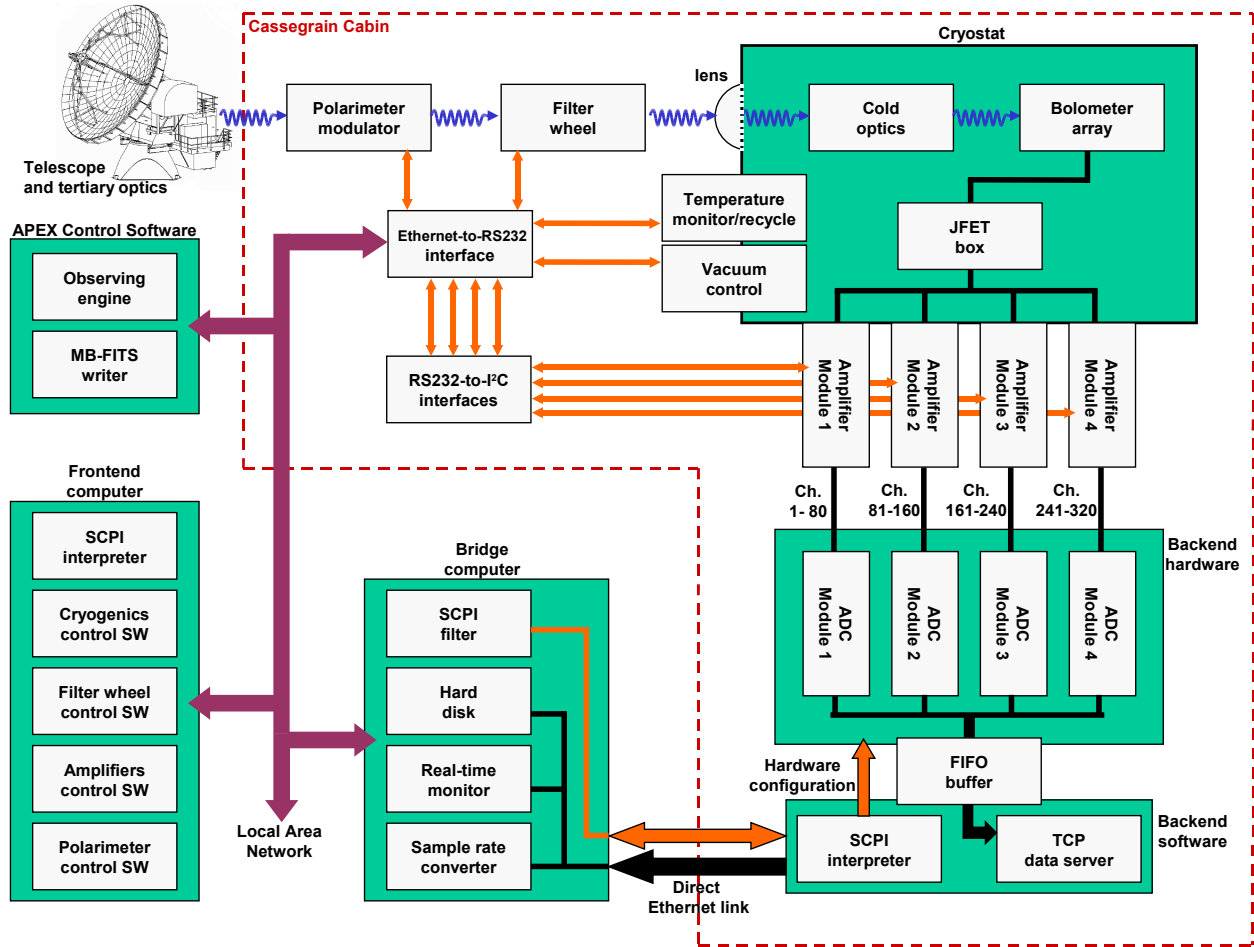 Cassegrain Cabin
Cryostat
lens
Polarimeter
modulator
Filter
wheel
Cold
optics
Bolometer
array
Telescope
and tertiary optics
Temperature
monitor/recycle
JFET
box
APEX Control Software
Ethernet-to-RS232
interface
Vacuum
control
Observing
engine
MB-FITS
writer
RS232-to-I²C
interfaces
Amplifier
Module 1
Amplifier
Module 2
Amplifier
Module 3
Amplifier
Module 4
Frontend
computer
Ch.
1- 80
Ch.
81-160
Ch.
161-240
Ch.
241-320
SCPI
interpreter
Bridge
computer
Backend
hardware
Cryogenics
control SW
SCPI
filter
ADC
Module 1
ADC
Module 2
ADC
Module 3
ADC
Module 4
Filter wheel
control SW
Hard
disk
Amplifiers
control SW
Real-time
monitor
Hardware
configuration
FIFO
buffer
Local Area
Network
Polarimeter
control SW
Sample rate
converter
SCPI
interpreter
TCP
data server
Backend
software
Direct
Ethernet link